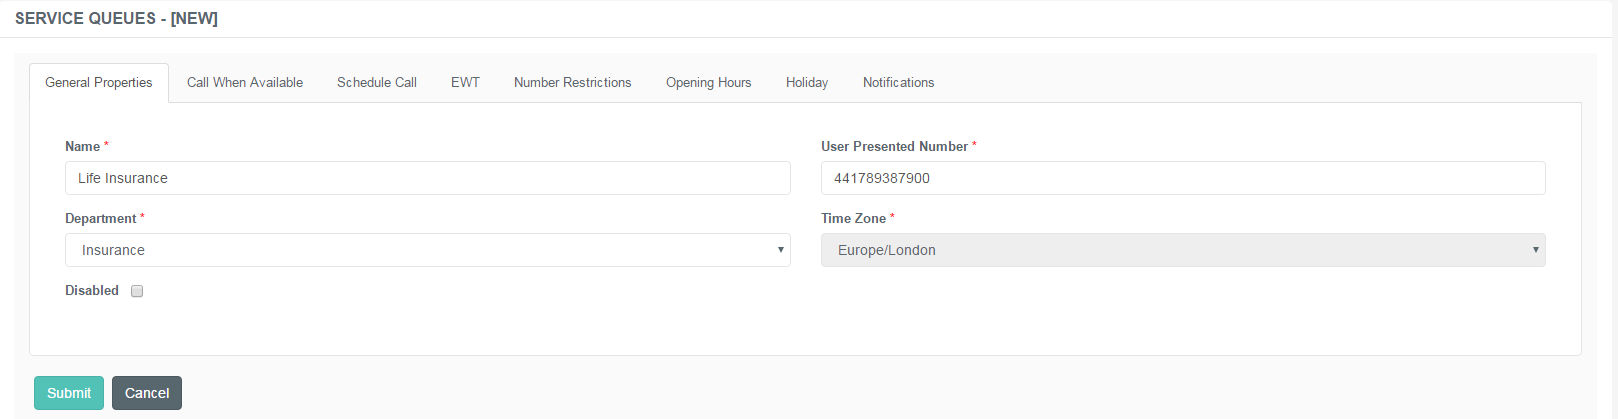 SERVICE QUEUES - [NEW]
General Properties Call When Available Schedule Call EWT Number Restrictions Opening Hours Holiday Notifications
Name * User Presented Number *
Life Insurance 441789387900
Department * Time Zone *
Insurance Europe/London
Disabled
Submit Cancel